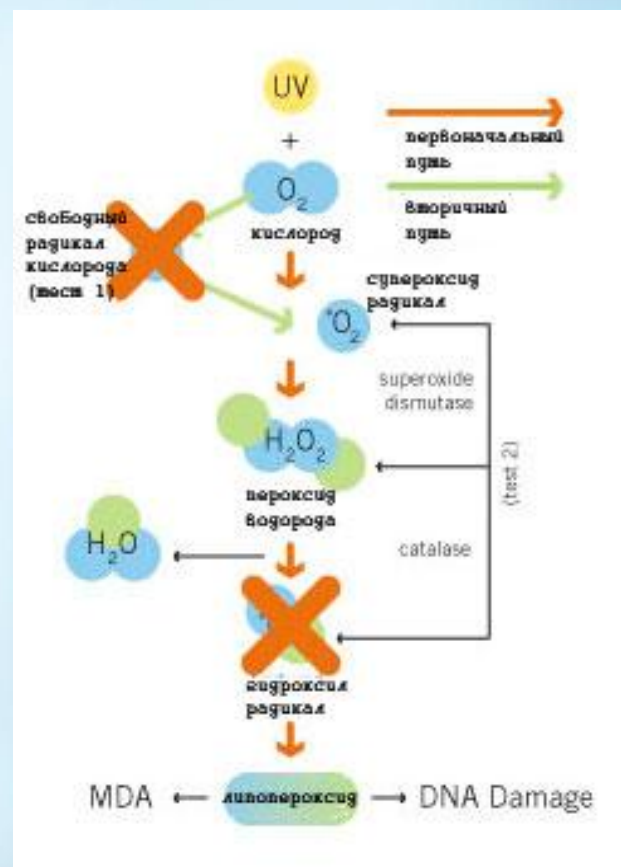 UV
+
первоначальный
путь
O₂
вторичный
путь
свободный
радикал
кислорода
(тест 1)
кислород
супероксид
радикал
•O₂
superoxide
dismutase
H₂O₂
(test 2)
пероксид
водорода
H₂O
catalase
гидроксил
радикал
MDA
липопероксид
DNA Damage